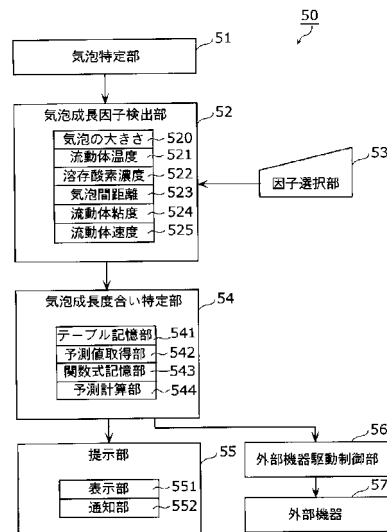 50
51
気泡特定部
52
気泡成長因子検出部
気泡の大きさ 520
流動体温度 521
溶存酸素濃度 522
気泡間距離 523
流動体粘度 524
流動体速度 525
53
因子選択部
54
気泡成長度合い特定部
テーブル記憶部 541
予測値取得部 542
関数式記憶部 543
予測計算部 544
55
提示部
表示部 551
通知部 552
56
外部機器駆動制御部
57
外部機器